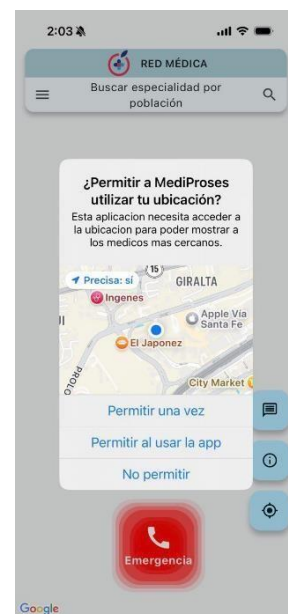 2:03
RED MÉDICA
Buscar especialidad por
población
¿Permitir a MediProses
utilizar tu ubicación?
Esta aplicacion necesita acceder a
la ubicacion para poder mostrar a
los medicos mas cercanos.
Precisa: sí
15
GIRALTA
Ingenes
Apple Vía
Santa Fe
El Japonez
PROLO
City Market
Permitir una vez
Permitir al usar la app
No permitir
Emergencia
Google